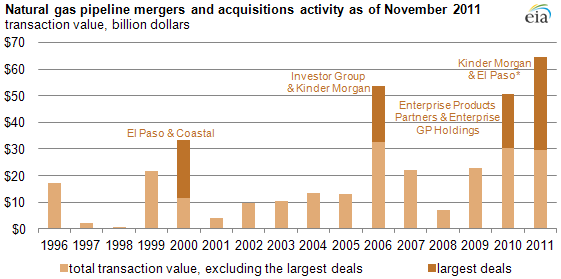 Natural gas pipeline mergers and acquisitions activity as of November 2011
transaction value, billion dollars
eia
$70
$60
$50
$40
$30
$20
$10
$0
El Paso & Coastal
Investor Group
& Kinder Morgan
Enterprise Products
Partners & Enterprise
GP Holdings
Kinder Morgan
& El Paso*
1996 1997 1998 1999 2000 2001 2002 2003 2004 2005 2006 2007 2008 2009 2010 2011
total transaction value, excluding the largest deals largest deals